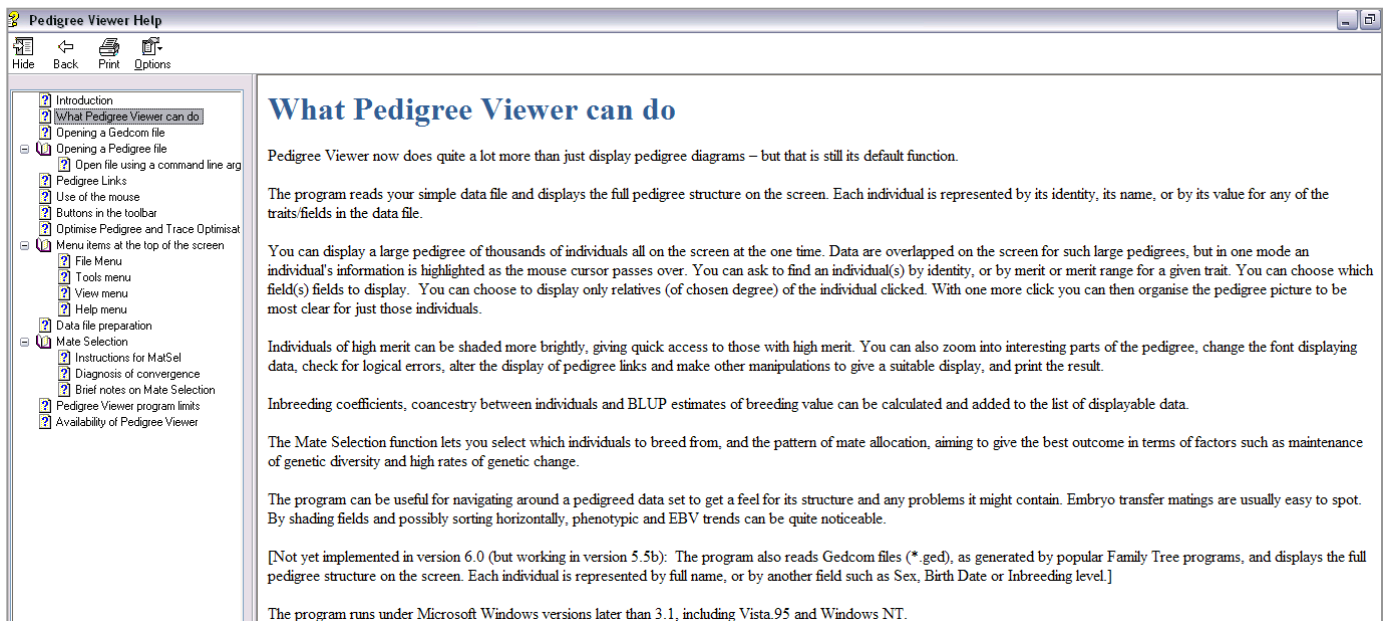 Pedigree Viewer Help
Hide Back Print Options
Introduction
What Pedigree Viewer can do
Opening a Gedcom file
Opening a Pedigree file
Open file using a command line arg
Pedigree Links
Use of the mouse
Buttons in the toolbar
Optimise Pedigree and Trace Optimisat
Menu items at the top of the screen
File Menu
Tools menu
View menu
Help menu
Data file preparation
Mate Selection
Instructions for MatSel
Diagnosis of convergence
Brief notes on Mate Selection
Pedigree Viewer program limits
Availability of Pedigree Viewer
What Pedigree Viewer can do
Pedigree Viewer now does quite a lot more than just display pedigree diagrams – but that is still its default function.
The program reads your simple data file and displays the full pedigree structure on the screen. Each individual is represented by its identity, its name, or by its value for any of the
traits/fields in the data file.
You can display a large pedigree of thousands of individuals all on the screen at the one time. Data are overlapped on the screen for such large pedigrees, but in one mode an
individual's information is highlighted as the mouse cursor passes over. You can ask to find an individual(s) by identity, or by merit or merit range for a given trait. You can choose which
field(s) fields to display. You can choose to display only relatives (of chosen degree) of the individual clicked. With one more click you can then organise the pedigree picture to be
most clear for just those individuals.
Individuals of high merit can be shaded more brightly, giving quick access to those with high merit. You can also zoom into interesting parts of the pedigree, change the font displaying
data, check for logical errors, alter the display of pedigree links and make other manipulations to give a suitable display, and print the result.
Inbreeding coefficients, coancestry between individuals and BLUP estimates of breeding value can be calculated and added to the list of displayable data.
The Mate Selection function lets you select which individuals to breed from, and the pattern of mate allocation, aiming to give the best outcome in terms of factors such as maintenance
of genetic diversity and high rates of genetic change.
The program can be useful for navigating around a pedigreed data set to get a feel for its structure and any problems it might contain. Embryo transfer matings are usually easy to spot.
By shading fields and possibly sorting horizontally, phenotypic and EBV trends can be quite noticeable.
[Not yet implemented in version 6.0 (but working in version 5.5b): The program also reads Gedcom files (*.ged), as generated by popular Family Tree programs, and displays the full
pedigree structure on the screen. Each individual is represented by full name, or by another field such as Sex, Birth Date or Inbreeding level.]
The program runs under Microsoft Windows versions later than 3.1, including Vista.95 and Windows NT.